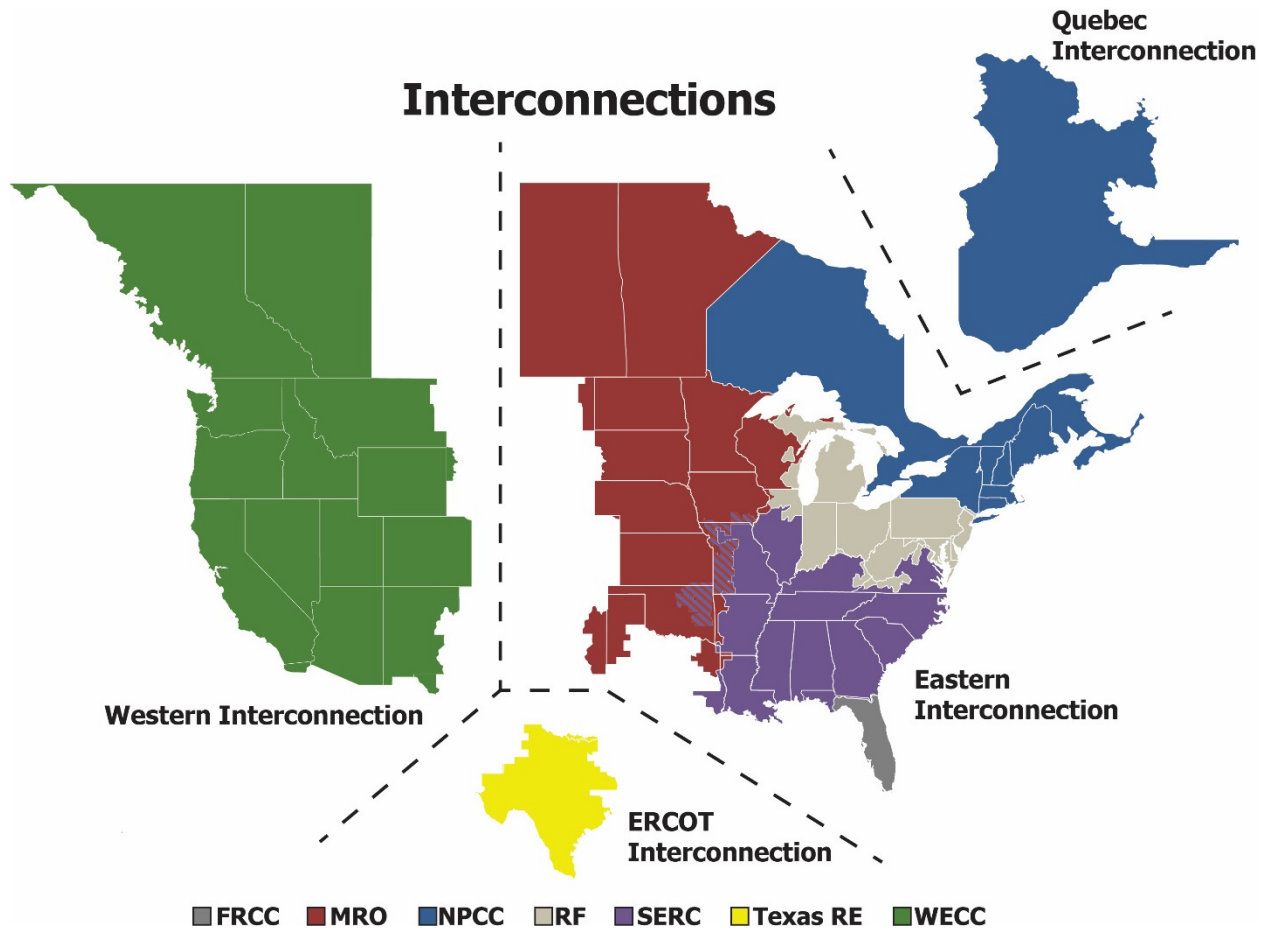 Quebec
Interconnection
Interconnections
Western Interconnection
Eastern
Interconnection
ERCOT
Interconnection
FRCC MRO NPCC RF SERC Texas RE WECC